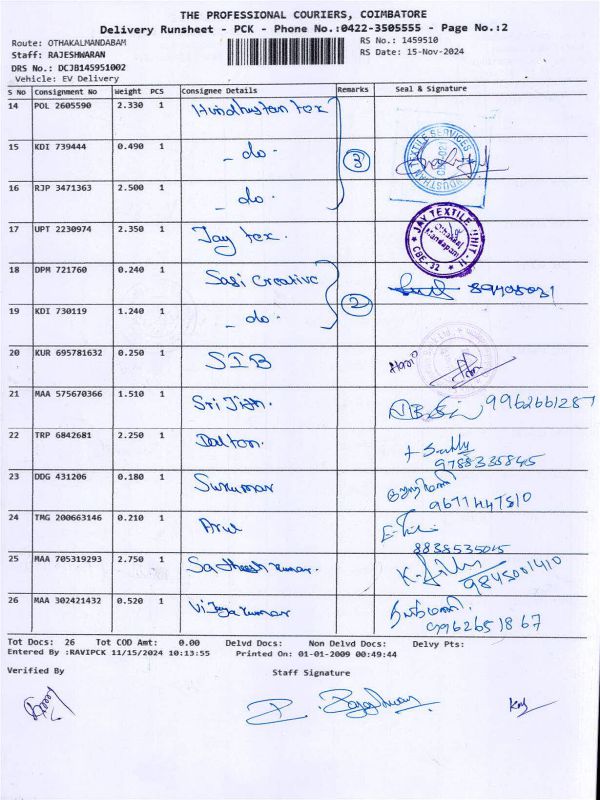 THE PROFESSIONAL COURIERS, COIMBATORE
Delivery Runsheet - PCK - Phone No.:0422-3505555 - Page No.:2
Route: OTHAKALMANDABAM
RS No.: 1459510
Staff: RAJESHWARAN
RS Date: 15-Nov-2024
DRS No.: DCJB145951002
Vehicle: EV Delivery
S No Consignment No Weight PCS Consignee Details Remarks Seal & Signature
14 POL 2605590 2.330 1 Hindhustan tex
15 KDI 739444 0.490 1 - do - 3
16 RJP 3471363 2.500 1 - do -
17 UPT 2230974 2.350 1 Jay tex. JAY TEXTILE UNIT - II CBE-32
18 DPM 721760 0.240 1 Sasi Creative
19 KDI 730119 1.240 1 - do - 2
20 KUR 695781632 0.250 1 SIB
21 MAA 575670366 1.510 1 Sri Jith. 9962661287
22 TRP 6842681 2.250 1 Dalton. 9788335845
23 DDG 431206 0.180 1 Sukumar 9677447810
24 TMG 200663146 0.210 1 Arul 8838535015
25 MAA 705319293 2.750 1 Satheesh kumar. 9843001410
26 MAA 302421432 0.520 1 Vijayakumar 9962651867
Tot Docs: 26 Tot COD Amt: 0.00 Delvd Docs: Non Delvd Docs: Delvy Pts:
Entered By :RAVIPCK 11/15/2024 10:13:55 Printed On: 01-01-2009 00:49:44
Verified By Staff Signature